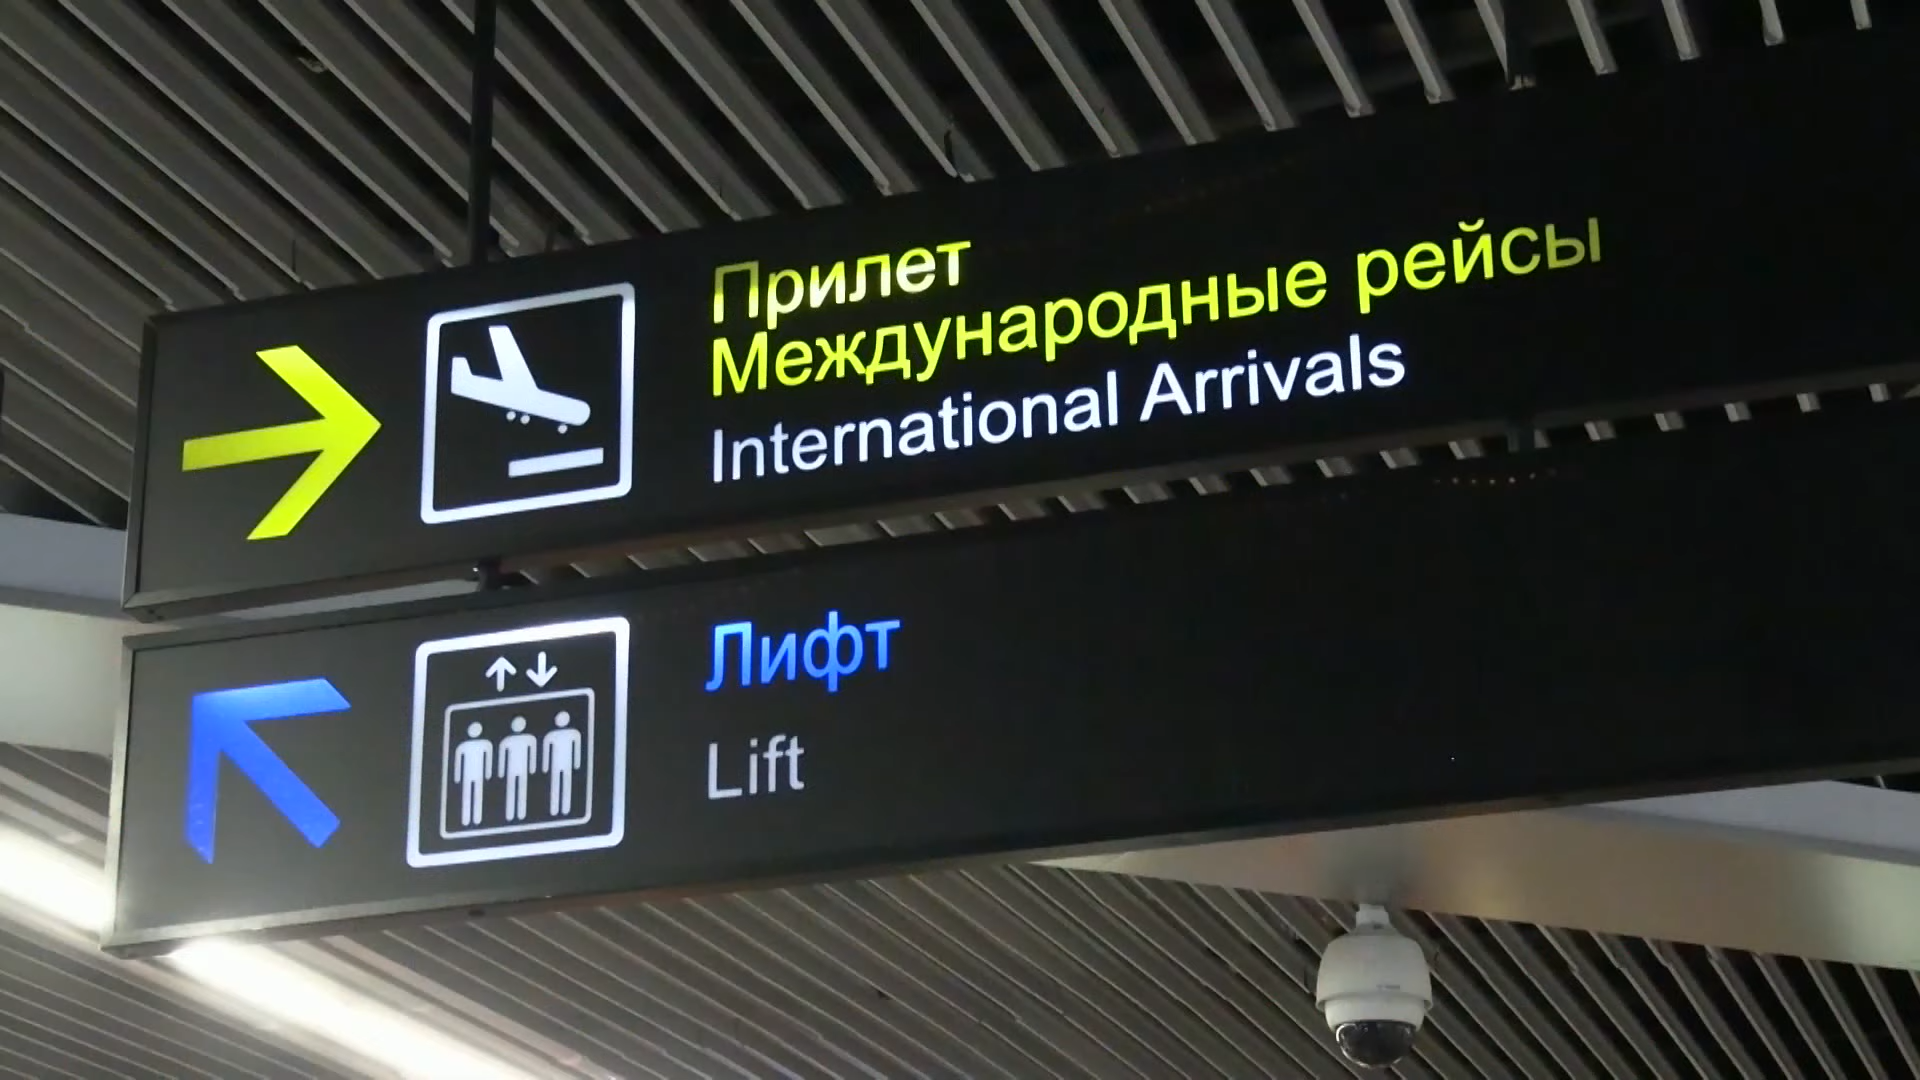 Прилет
Международные рейсы
International Arrivals
Лифт
Lift